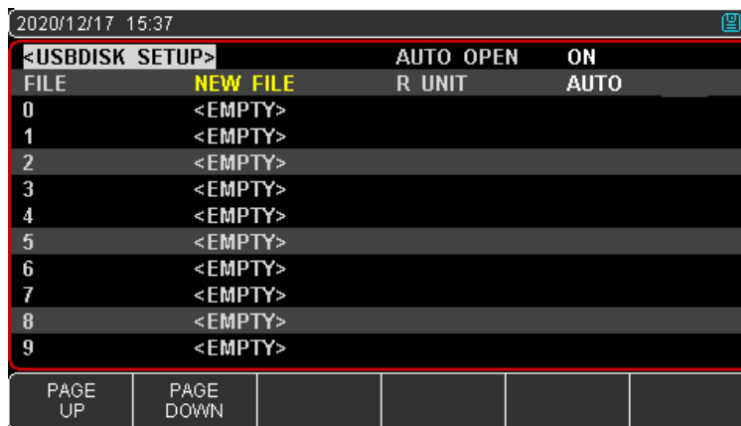 2020/12/17 15:37
<USBDISK SETUP> AUTO OPEN ON
FILE NEW FILE R UNIT AUTO
0 <EMPTY>
1 <EMPTY>
2 <EMPTY>
3 <EMPTY>
4 <EMPTY>
5 <EMPTY>
6 <EMPTY>
7 <EMPTY>
8 <EMPTY>
9 <EMPTY>
PAGE UP PAGE DOWN